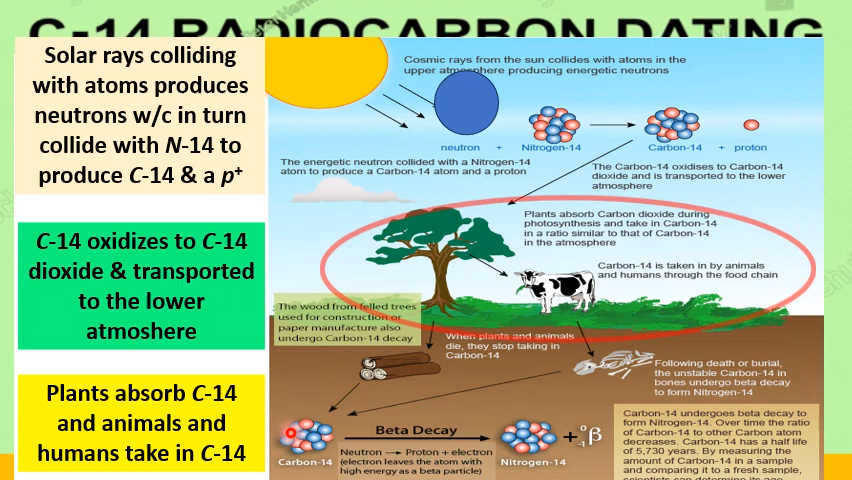 C-14 RADIOCARBON DATING
Solar rays colliding
with atoms produces
neutrons w/c in turn
collide with N-14 to
produce C-14 & a p⁺
C-14 oxidizes to C-14
dioxide & transported
to the lower
atmoshere
Plants absorb C-14
and animals and
humans take in C-14
Cosmic rays from the sun collides with atoms in the
upper atmosphere producing energetic neutrons
neutron + Nitrogen-14 Carbon-14 + proton
The energetic neutron collided with a Nitrogen-14
atom to produce a Carbon-14 atom and a proton
The Carbon-14 oxidises to Carbon-14
dioxide and is transported to the lower
atmosphere
Plants absorb Carbon dioxide during
photosynthesis and take in Carbon-14
in a ratio similar to that of Carbon-14
in the atmosphere
Carbon-14 is taken in by animals
and humans through the food chain
The wood from felled trees
used for construction or
paper manufacture also
undergo Carbon-14 decay
When plants and animals
die, they stop taking in
Carbon-14
Following death or burial,
the unstable Carbon-14 in
bones undergo beta decay
to form Nitrogen-14
Beta Decay
Carbon-14
Neutron → Proton + electron
(electron leaves the atom with
high energy as a beta particle)
Nitrogen-14
+ ⁰₋₁β
Carbon-14 undergoes beta decay to
form Nitrogen-14. Over time the ratio
of Carbon-14 to other Carbon atom
decreases. Carbon-14 has a half life
of 5,730 years. By measuring the
amount of Carbon-14 in a sample
and comparing it to a fresh sample,
scientists can determine its age